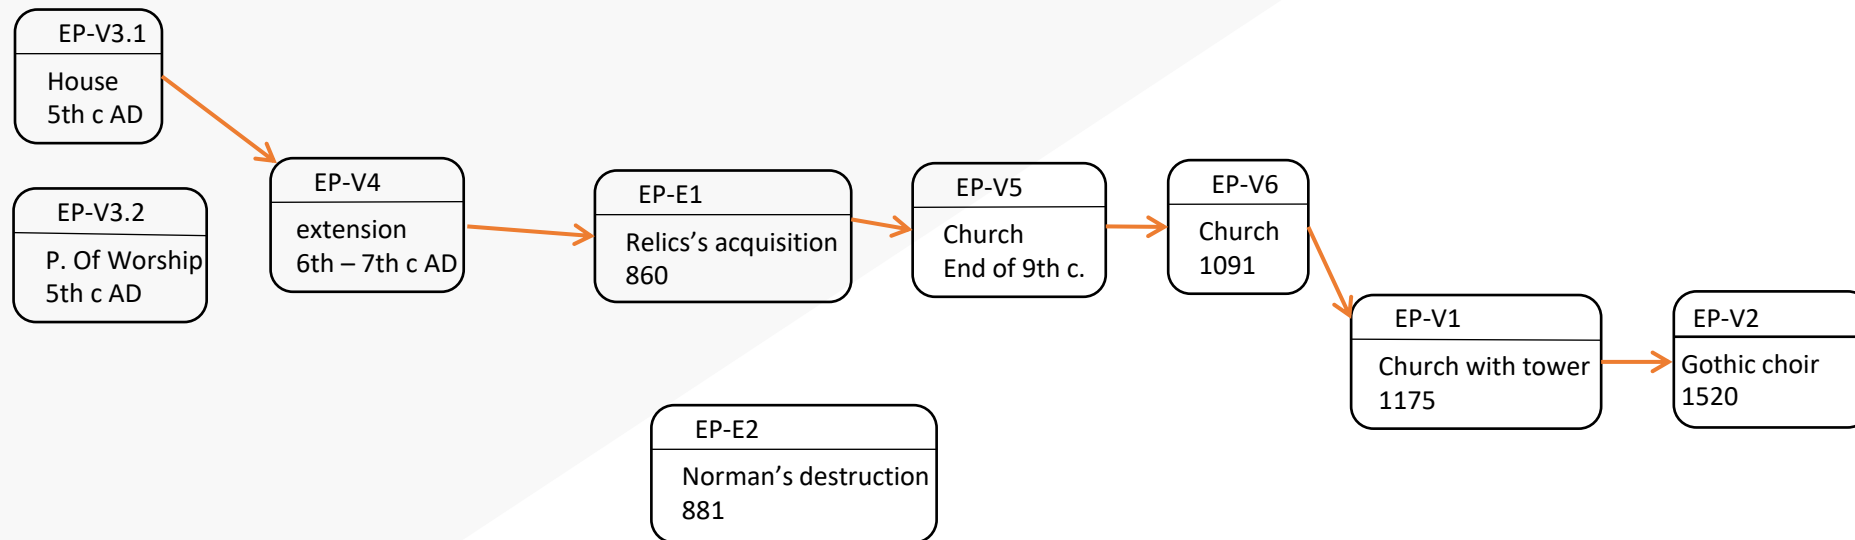 EP-V3.1
House
5th c AD
EP-V3.2
P. Of Worship
5th c AD
EP-V4
extension
6th – 7th c AD
EP-E1
Relics’s acquisition
860
EP-E2
Norman’s destruction
881
EP-V5
Church
End of 9th c.
EP-V6
Church
1091
EP-V1
Church with tower
1175
EP-V2
Gothic choir
1520